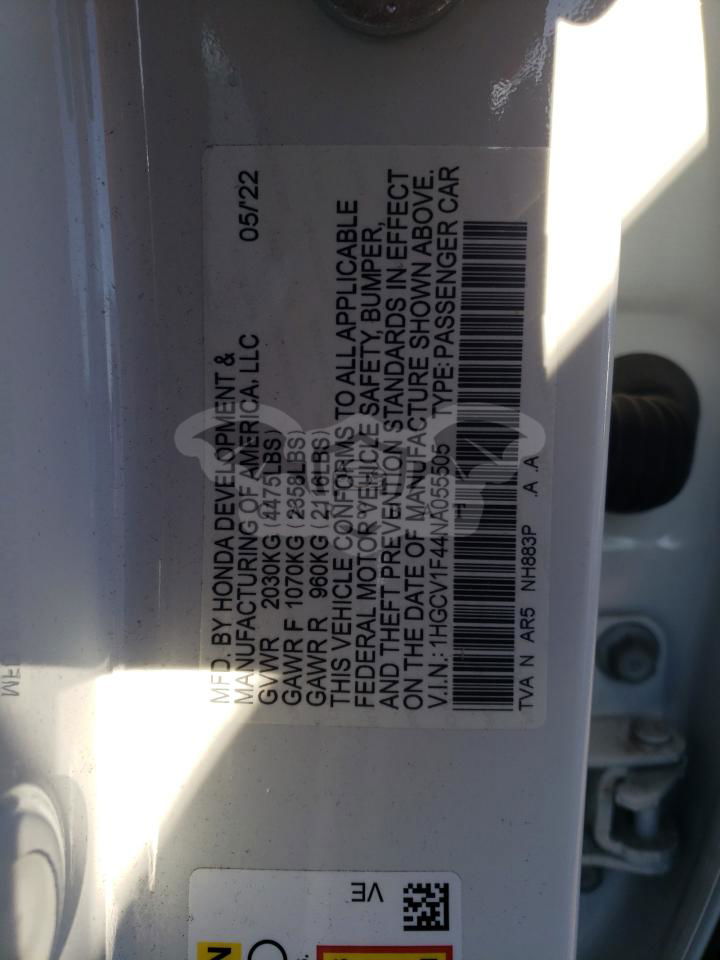 MFD. BY HONDA DEVELOPMENT &
MANUFACTURING OF AMERICA, LLC 05/'22
GVWR 2030KG (4475LBS)
GAWR F 1070KG (2358LBS)
GAWR R 960KG (2116LBS)
THIS VEHICLE CONFORMS TO ALL APPLICABLE
FEDERAL MOTOR VEHICLE SAFETY, BUMPER,
AND THEFT PREVENTION STANDARDS IN EFFECT
ON THE DATE OF MANUFACTURE SHOWN ABOVE.
V.I.N.: 1HGCV1F44NA055505 TYPE: PASSENGER CAR
TVA N AR5 NH883P .A .A
VE